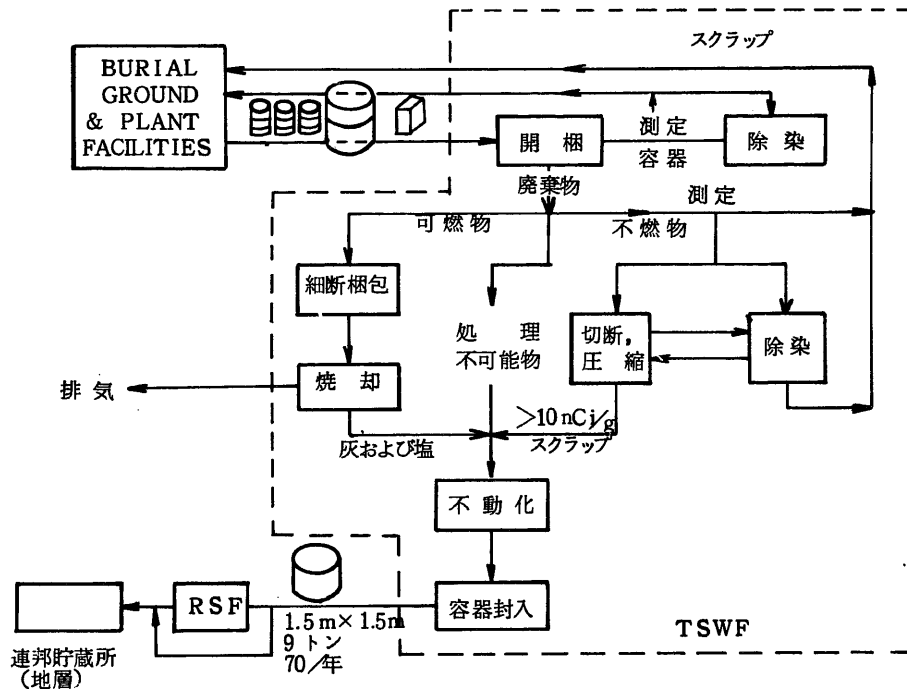 スクラップ
BURIAL
GROUND
& PLANT
FACILITIES
開 梱
測 定
容 器
除 染
廃棄物
測 定
可 燃 物
不 燃 物
細断梱包
処 理
不可能物
切断,
圧 縮
除 染
排 気
焼 却
>10 nCi/g
灰および塩
スクラップ
不 動 化
容器封入
RSF
1.5 m × 1.5m
9 トン
70/年
TSWF
連邦貯蔵所
(地層)